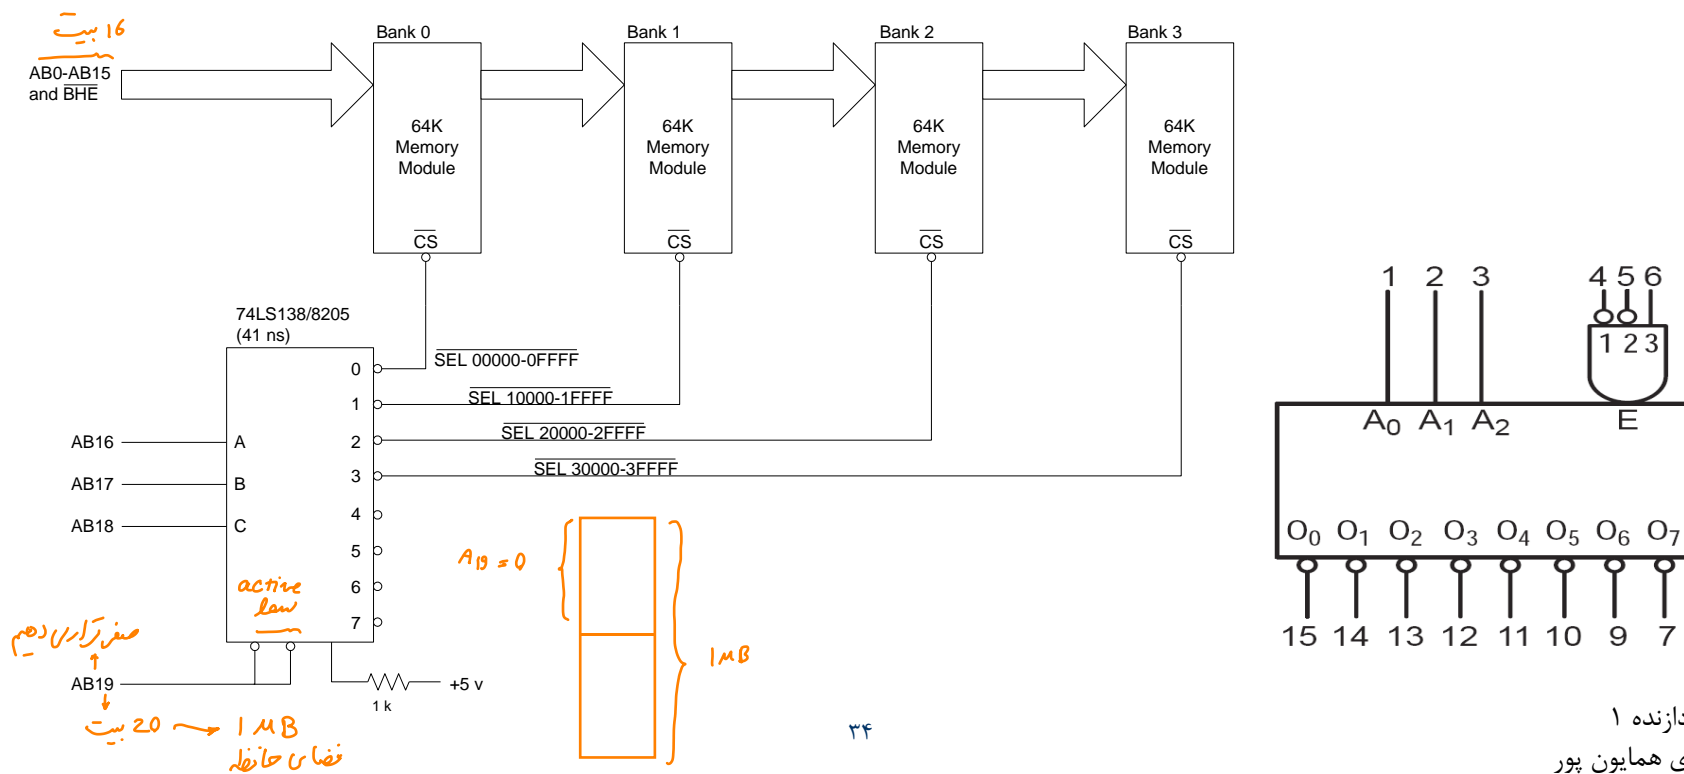 16 بیت
AB0-AB15
and BHE
Bank 0
64K
Memory
Module
CS
Bank 1
64K
Memory
Module
CS
Bank 2
64K
Memory
Module
CS
Bank 3
64K
Memory
Module
CS
74LS138/8205
(41 ns)
0
1
2
3
4
5
6
7
SEL 00000-0FFFF
SEL 10000-1FFFF
SEL 20000-2FFFF
SEL 30000-3FFFF
AB16
A
AB17
B
AB18
C
active
low
صفر قرار می دهیم
AB19
20 بیت → 1 MB
فضای حافظه
1 k
+5 v
A19 = 0
1MB
1 2 3 4 5 6
1 2 3
A0 A1 A2 E
O0 O1 O2 O3 O4 O5 O6 O7
15 14 13 12 11 10 9 7
۳۴
دازنده ۱
ی همایون پور